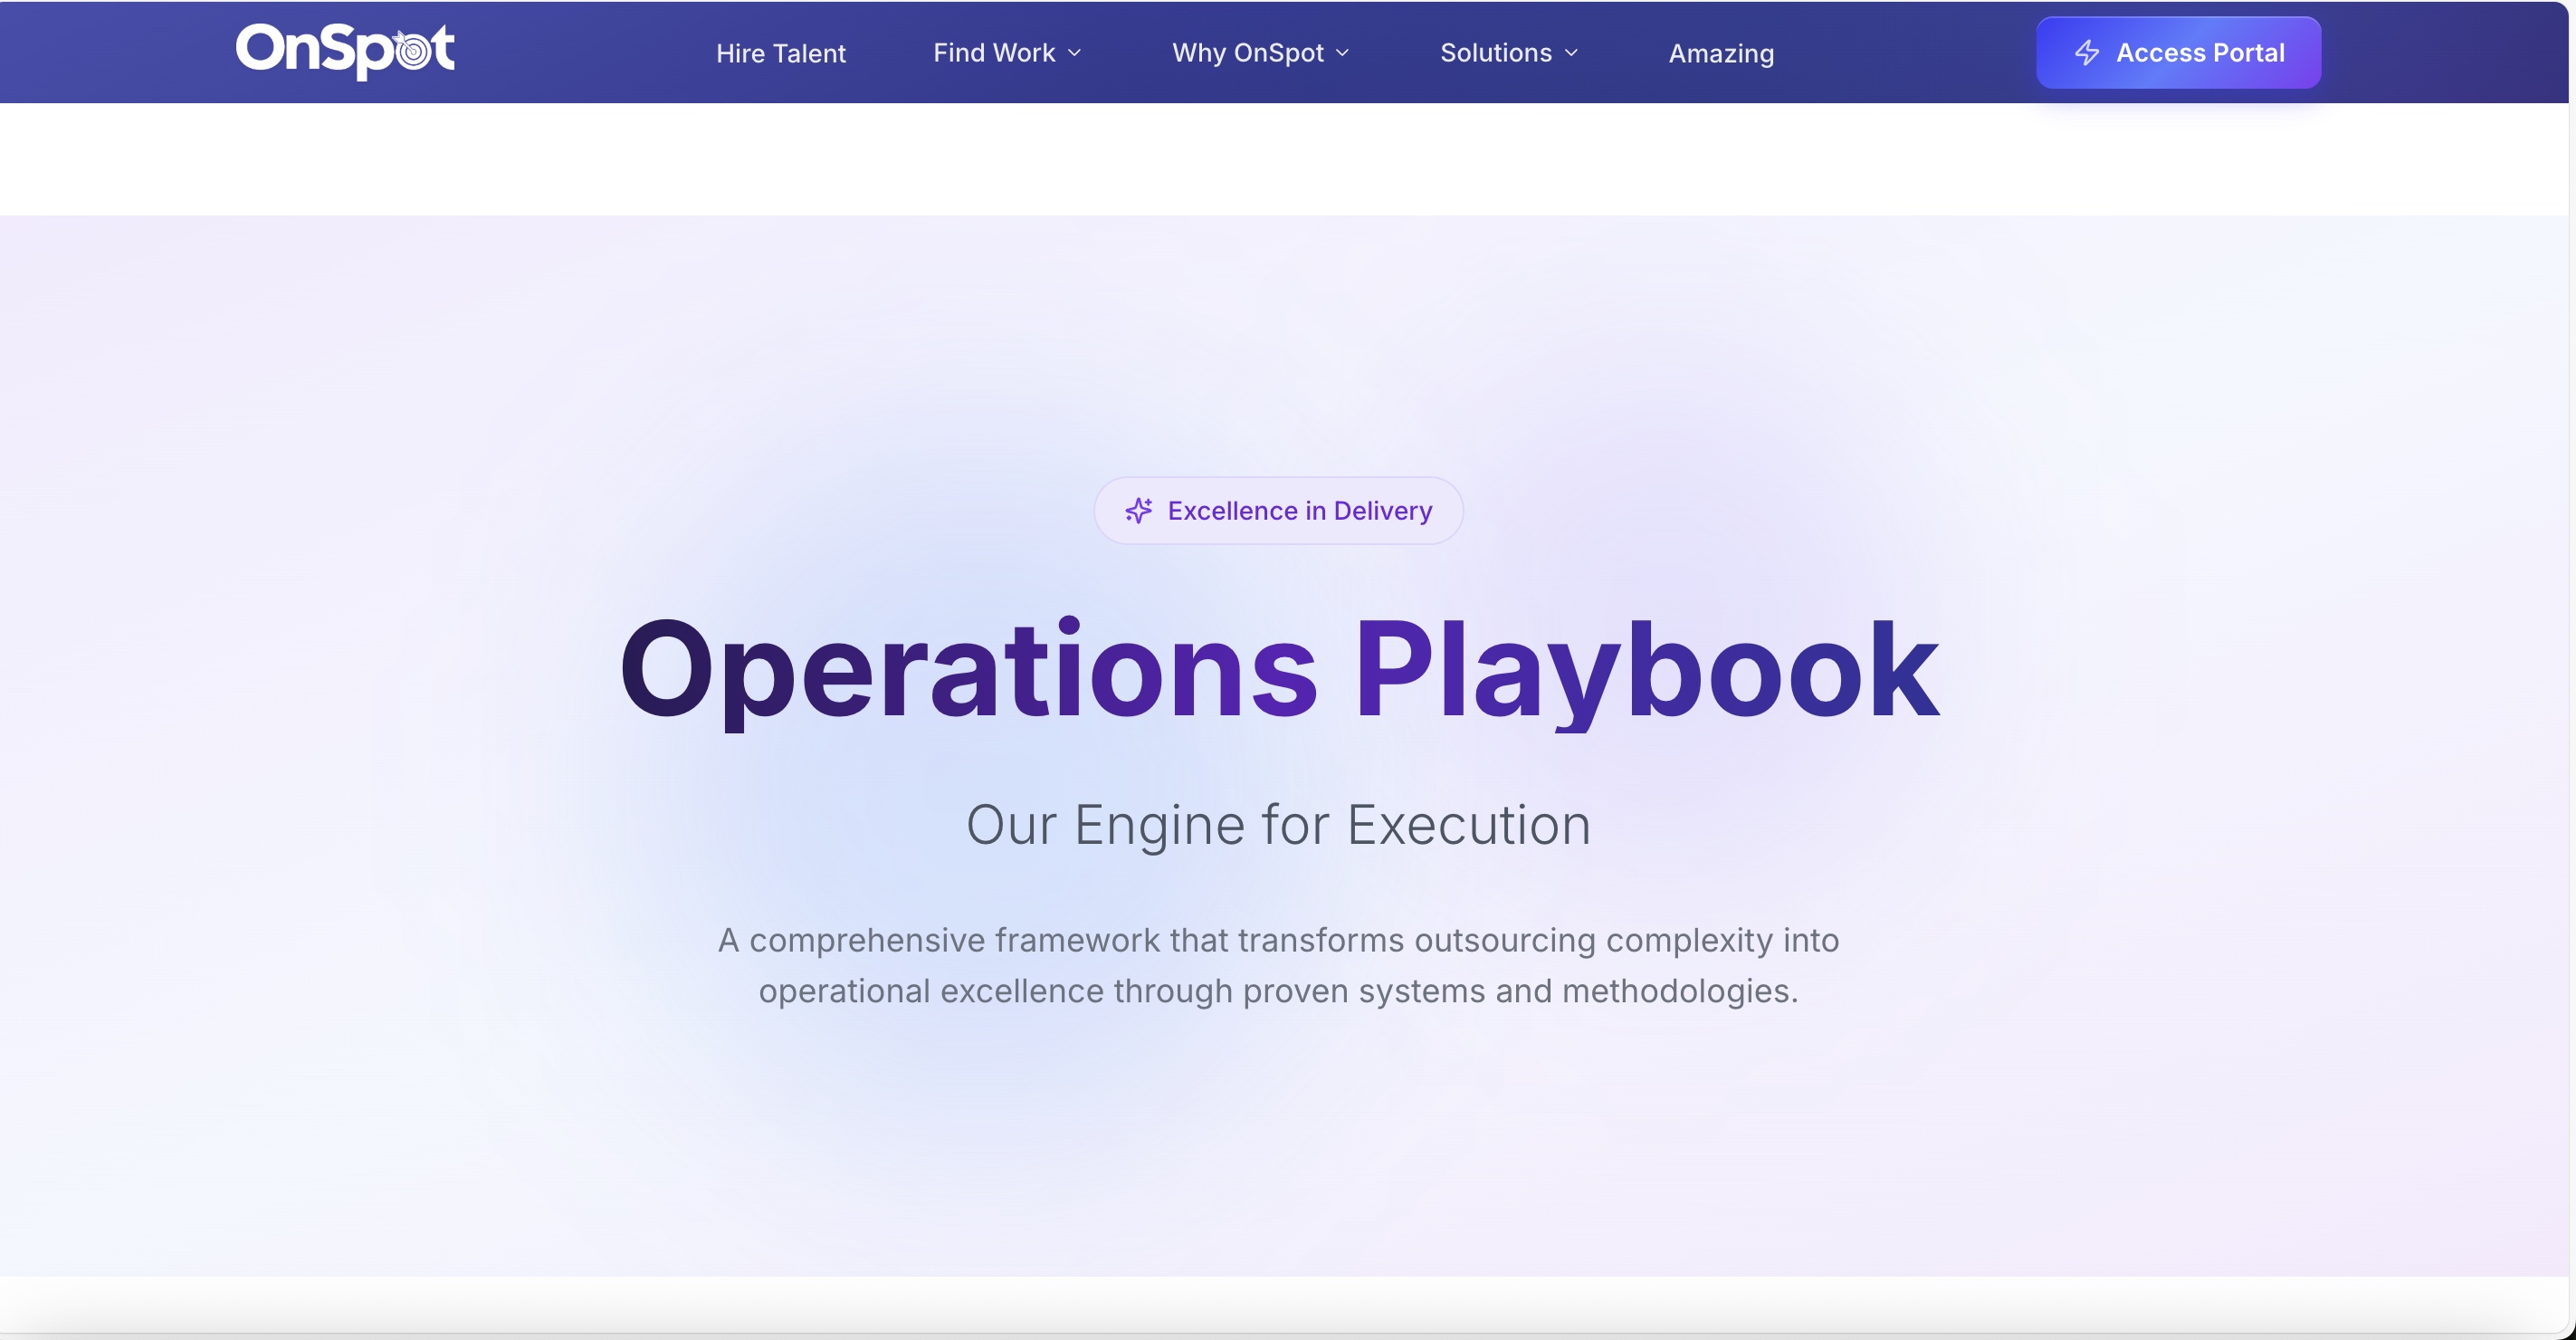 OnSpot
Hire Talent
Find Work
Why OnSpot
Solutions
Amazing
Access Portal
Excellence in Delivery
Operations Playbook
Our Engine for Execution
A comprehensive framework that transforms outsourcing complexity into
operational excellence through proven systems and methodologies.